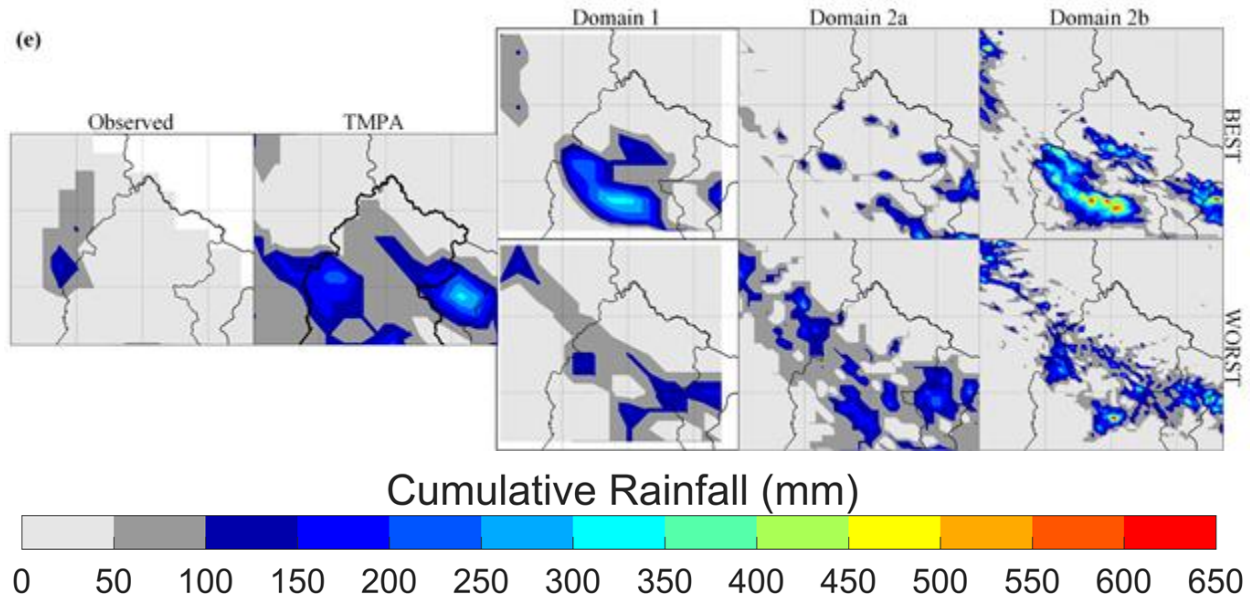 Domain 1 Domain 2a Domain 2b
(e)
Observed TMPA
BEST
WORST
Cumulative Rainfall (mm)
0 50 100 150 200 250 300 350 400 450 500 550 600 650